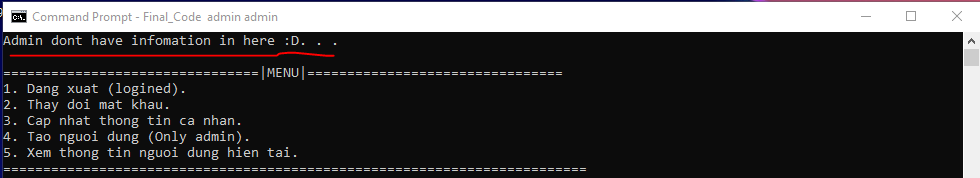 Command Prompt - Final_Code  admin admin
Admin dont have infomation in here :D. . .
================================|MENU|================================
1. Dang xuat (logined).
2. Thay doi mat khau.
3. Cap nhat thong tin ca nhan.
4. Tao nguoi dung (Only admin).
5. Xem thong tin nguoi dung hien tai.
=========================================================================